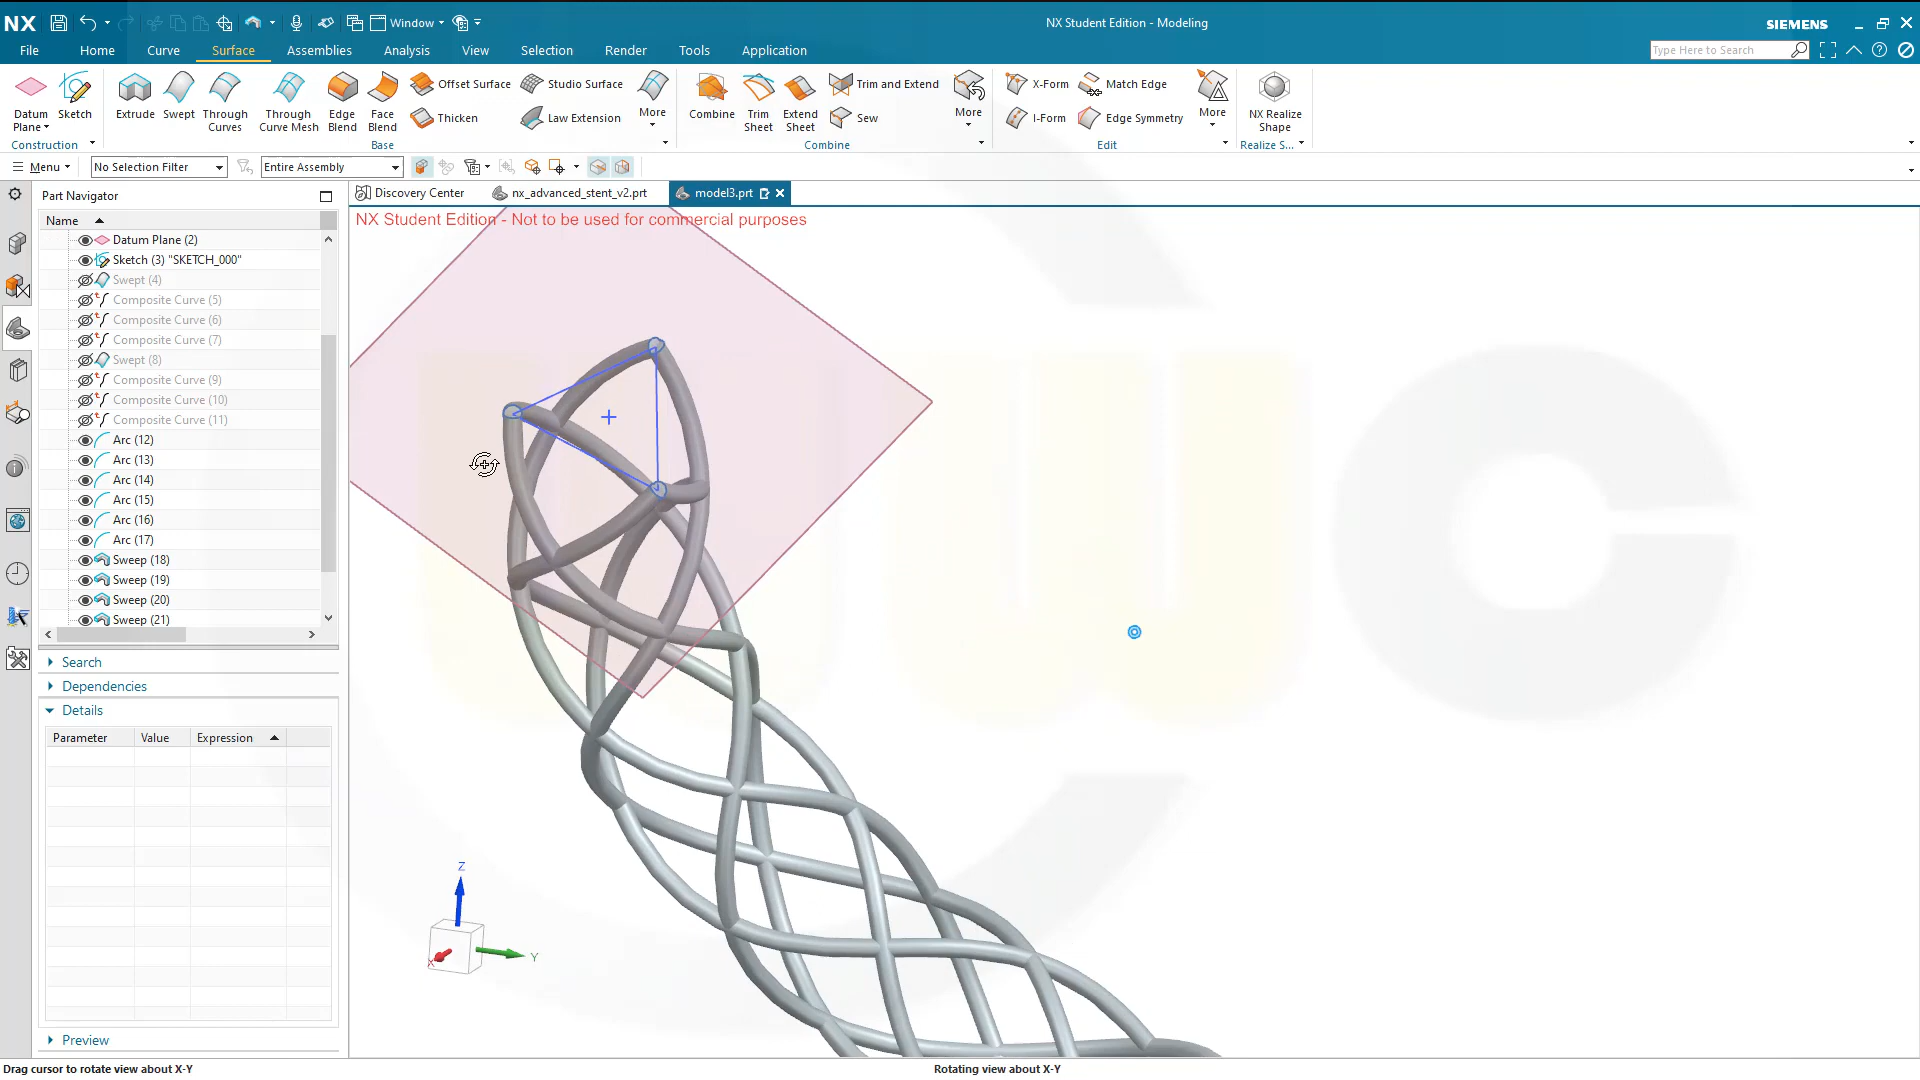 NX
Window
NX Student Edition - Modeling
SIEMENS
File
Home
Curve
Surface
Assemblies
Analysis
View
Selection
Render
Tools
Application
Type Here to Search
Datum Plane
Sketch
Extrude
Swept
Through Curves
Through Curve Mesh
Edge Blend
Face Blend
Offset Surface
Thicken
Studio Surface
Law Extension
More
Combine
Trim Sheet
Extend Sheet
Trim and Extend
Sew
More
X-Form
I-Form
Match Edge
Edge Symmetry
More
NX Realize Shape
Construction
Base
Combine
Edit
Realize S...
Menu
No Selection Filter
Entire Assembly
Part Navigator
Discovery Center
nx_advanced_stent_v2.prt
model3.prt
NX Student Edition - Not to be used for commercial purposes
Name
Datum Plane (2)
Sketch (3) "SKETCH_000"
Swept (4)
Composite Curve (5)
Composite Curve (6)
Composite Curve (7)
Swept (8)
Composite Curve (9)
Composite Curve (10)
Composite Curve (11)
Arc (12)
Arc (13)
Arc (14)
Arc (15)
Arc (16)
Arc (17)
Sweep (18)
Sweep (19)
Sweep (20)
Sweep (21)
Search
Dependencies
Details
Parameter Value Expression
Preview
Z
Y
X
Drag cursor to rotate view about X-Y
Rotating view about X-Y